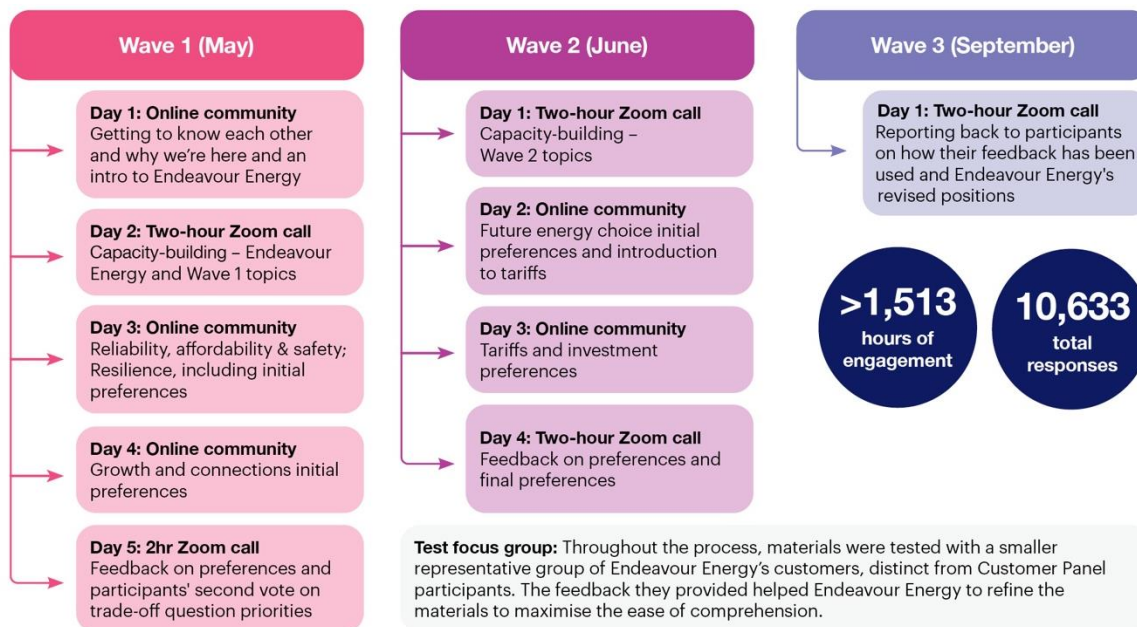 Wave 1 (May)
Day 1: Online community
Getting to know each other
and why we're here and an
intro to Endeavour Energy
Day 2: Two-hour Zoom call
Capacity-building – Endeavour
Energy and Wave 1 topics
Day 3: Online community
Reliability, affordability & safety;
Resilience, including initial
preferences
Day 4: Online community
Growth and connections initial
preferences
Day 5: 2hr Zoom call
Feedback on preferences and
participants' second vote on
trade-off question priorities
Wave 2 (June)
Day 1: Two-hour Zoom call
Capacity-building –
Wave 2 topics
Day 2: Online community
Future energy choice initial
preferences and introduction
to tariffs
Day 3: Online community
Tariffs and investment
preferences
Day 4: Two-hour Zoom call
Feedback on preferences and
final preferences
Wave 3 (September)
Day 1: Two-hour Zoom call
Reporting back to participants
on how their feedback has been
used and Endeavour Energy's
revised positions
>1,513
hours of
engagement
10,633
total
responses
Test focus group: Throughout the process, materials were tested with a smaller
representative group of Endeavour Energy's customers, distinct from Customer Panel
participants. The feedback they provided helped Endeavour Energy to refine the
materials to maximise the ease of comprehension.